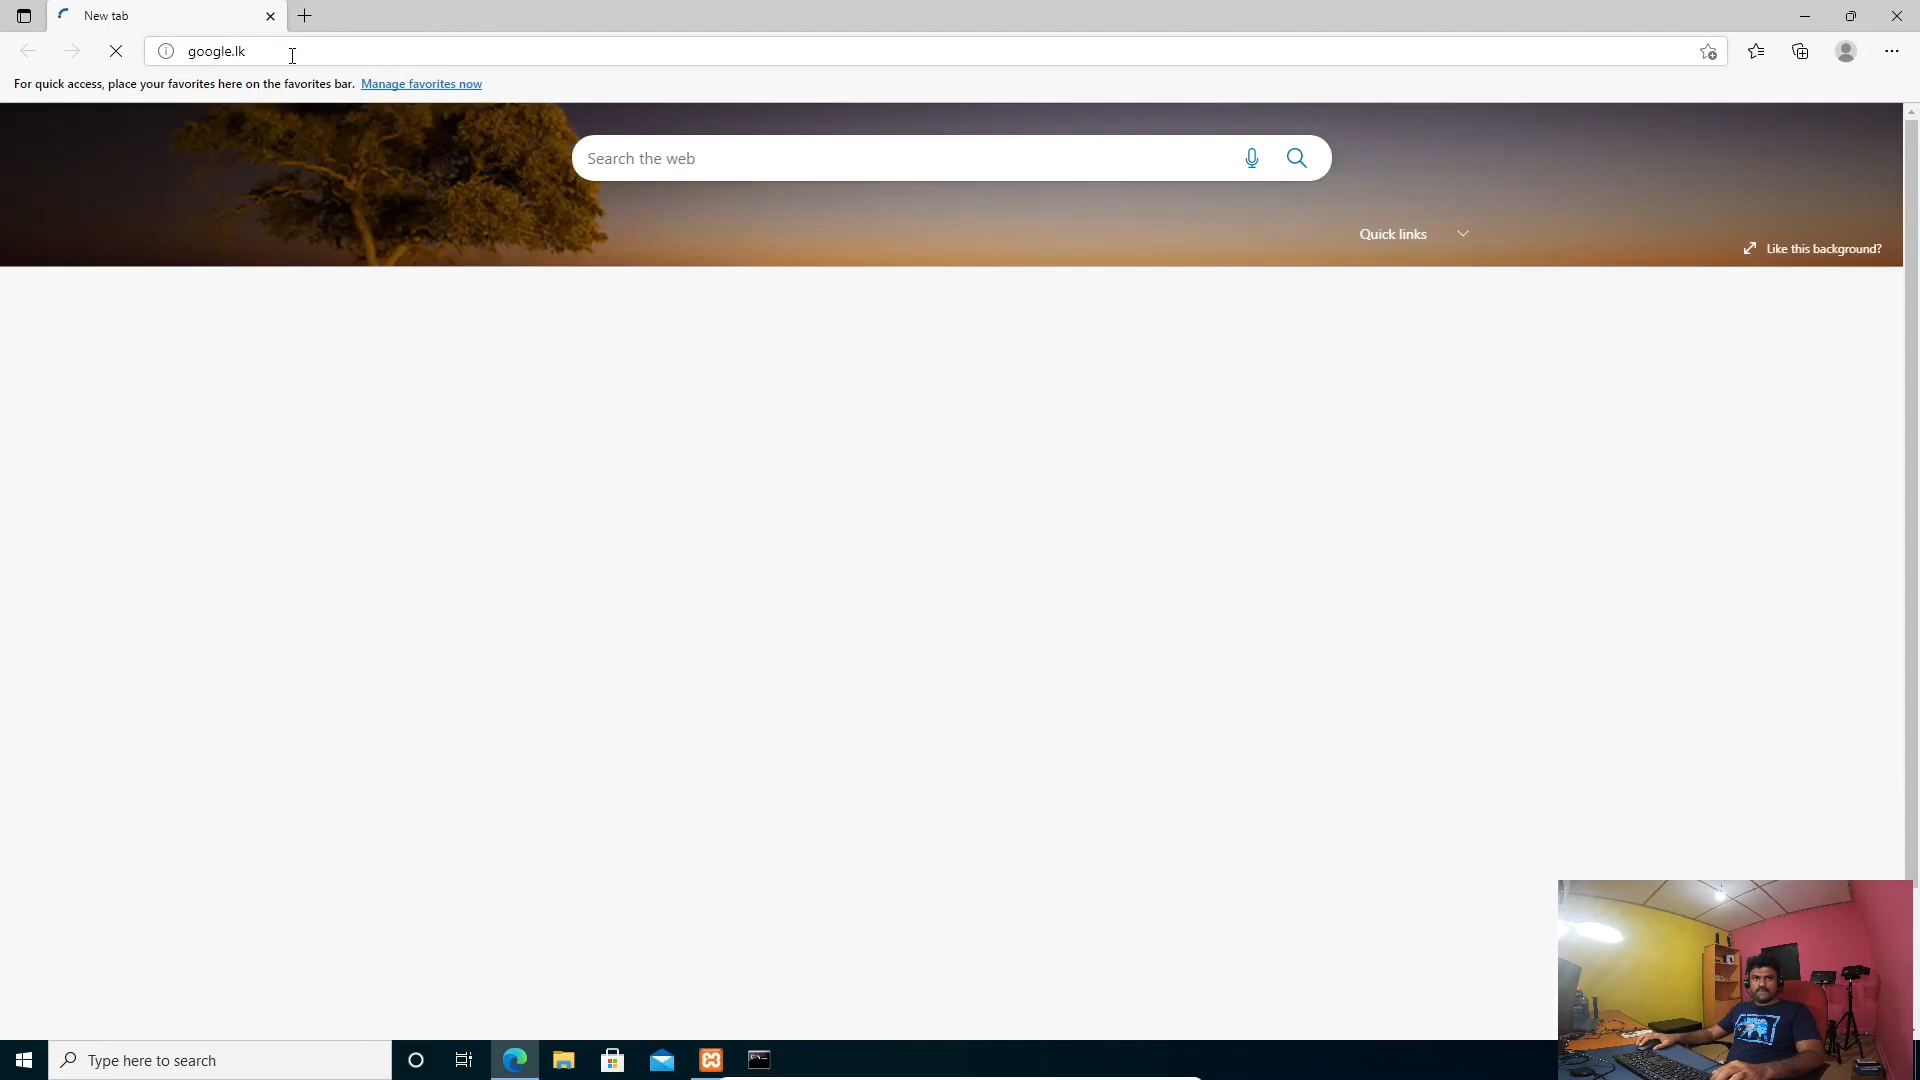 New tab
google.lk
For quick access, place your favorites here on the favorites bar. Manage favorites now
Search the web
Quick links
Like this background?
Type here to search